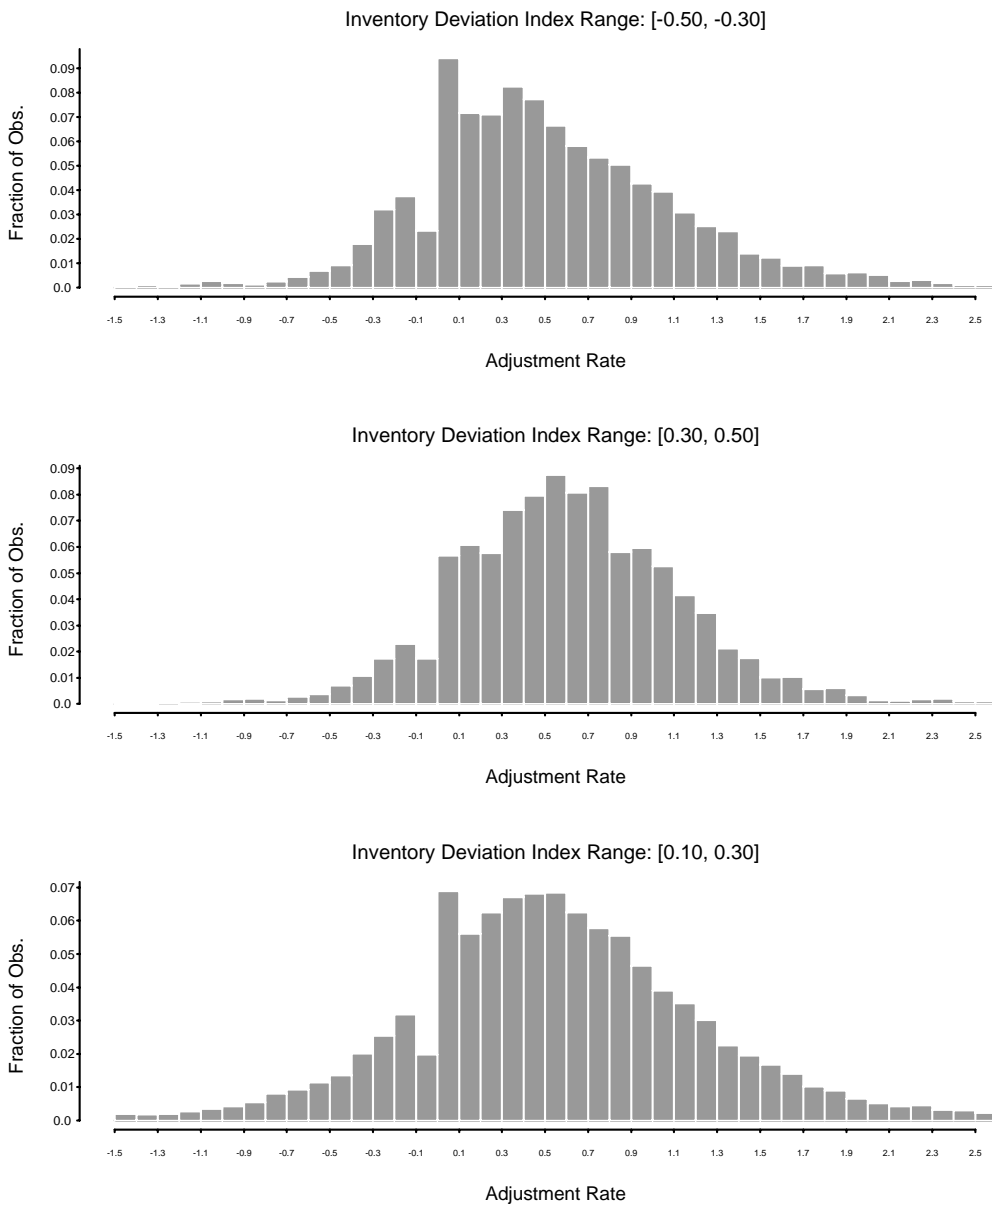 Inventory Deviation Index Range: [-0.50, -0.30]
Fraction of Obs.
0.09
0.08
0.07
0.06
0.05
0.04
0.03
0.02
0.01
0.0
-1.5 -1.3 -1.1 -0.9 -0.7 -0.5 -0.3 -0.1 0.1 0.3 0.5 0.7 0.9 1.1 1.3 1.5 1.7 1.9 2.1 2.3 2.5
Adjustment Rate
Inventory Deviation Index Range: [0.30, 0.50]
Fraction of Obs.
0.09
0.08
0.07
0.06
0.05
0.04
0.03
0.02
0.01
0.0
-1.5 -1.3 -1.1 -0.9 -0.7 -0.5 -0.3 -0.1 0.1 0.3 0.5 0.7 0.9 1.1 1.3 1.5 1.7 1.9 2.1 2.3 2.5
Adjustment Rate
Inventory Deviation Index Range: [0.10, 0.30]
Fraction of Obs.
0.07
0.06
0.05
0.04
0.03
0.02
0.01
0.0
-1.5 -1.3 -1.1 -0.9 -0.7 -0.5 -0.3 -0.1 0.1 0.3 0.5 0.7 0.9 1.1 1.3 1.5 1.7 1.9 2.1 2.3 2.5
Adjustment Rate